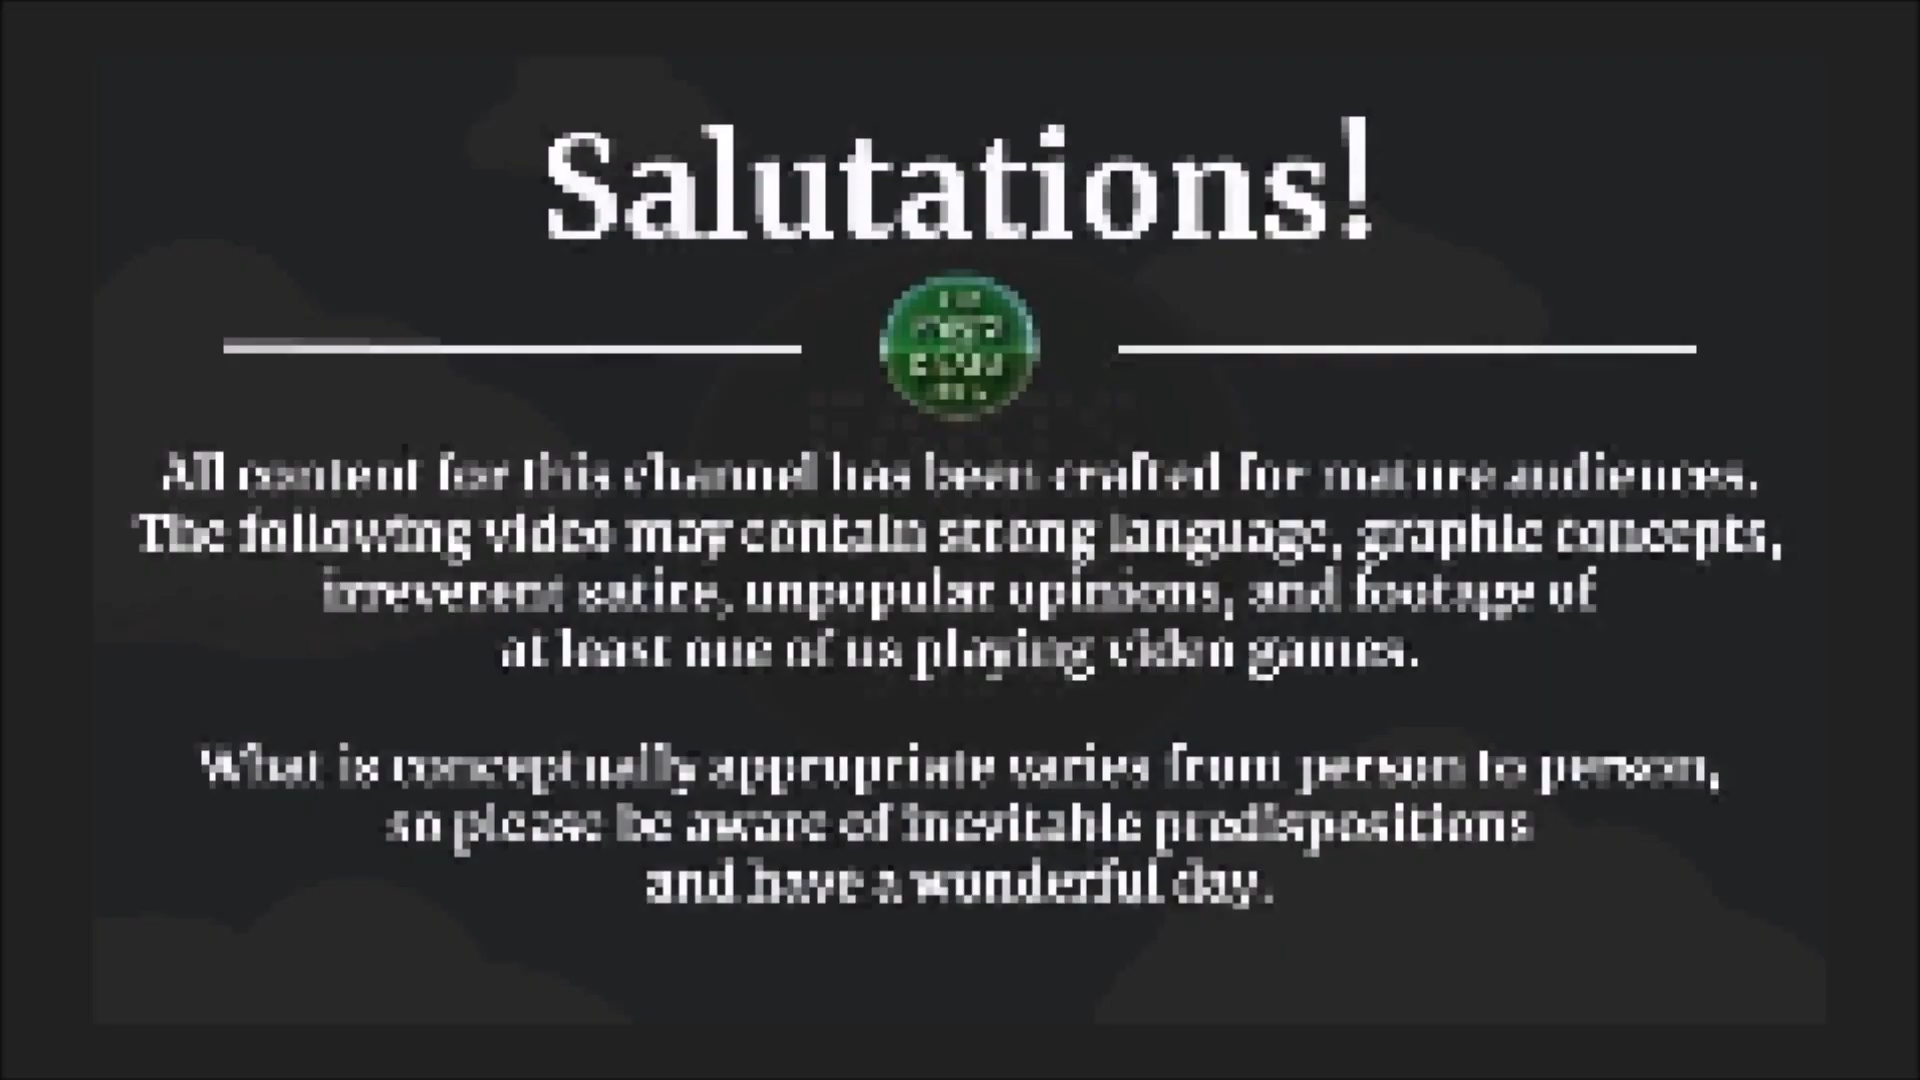 Salutations!
All content for this channel has been crafted for mature audiences.
The following video may contain strong language, graphic concepts,
irreverent satire, unpopular opinions, and footage of
at least one of us playing video games.
What is conceptually appropriate varies from person to person,
so please be aware of inevitable predispositions
and have a wonderful day.